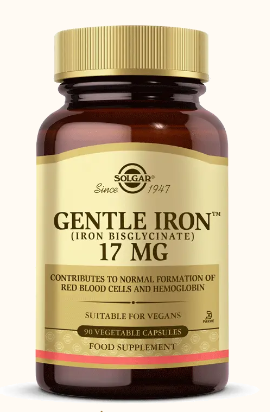 SOLGAR®
Since 1947
GENTLE IRON™
(IRON BISGLYCINATE)
17 MG
CONTRIBUTES TO NORMAL FORMATION OF
RED BLOOD CELLS AND HEMOGLOBIN
SUITABLE FOR VEGANS
90 VEGETABLE CAPSULES
FOOD SUPPLEMENT